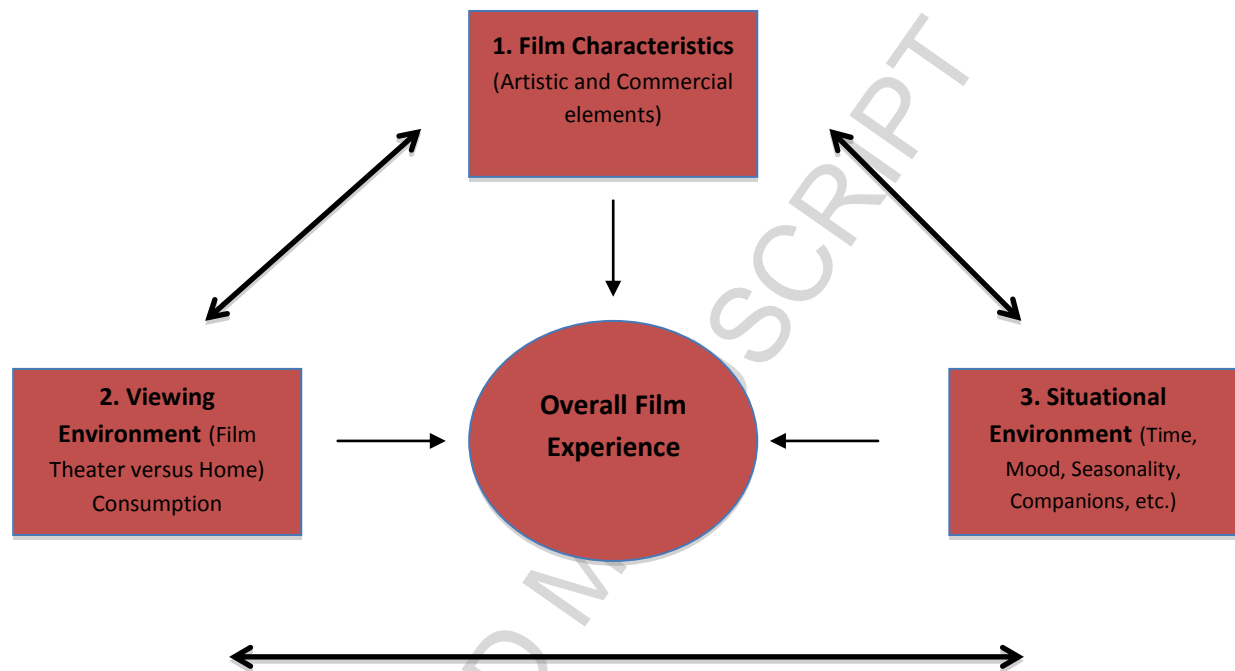 1. Film Characteristics
(Artistic and Commercial
elements)
2. Viewing
Environment (Film
Theater versus Home)
Consumption
Overall Film
Experience
3. Situational
Environment (Time,
Mood, Seasonality,
Companions, etc.)
D M SCRIPT